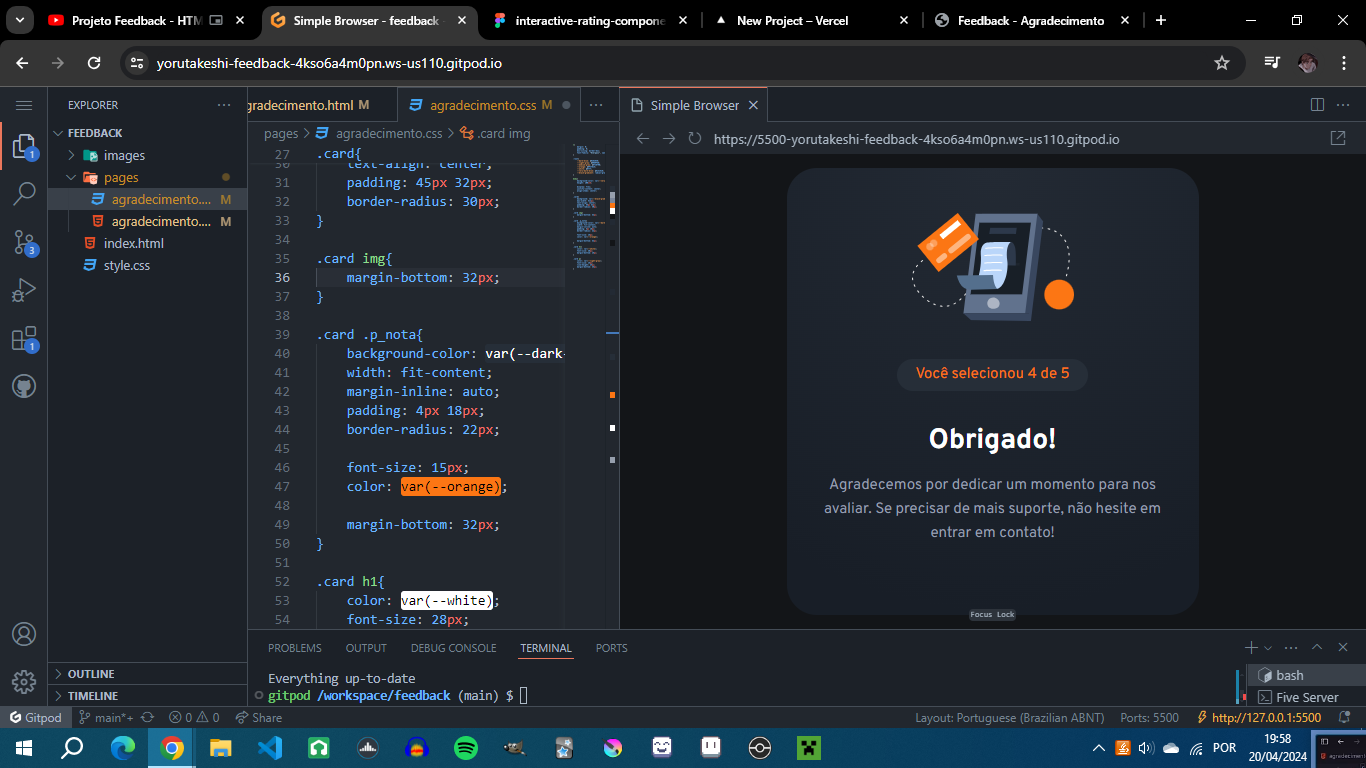 Projeto Feedback - HTM
Simple Browser - feedback
interactive-rating-compone
New Project – Vercel
Feedback - Agradecimento
yorutakeshi-feedback-4kso6a4m0pn.ws-us110.gitpod.io
EXPLORER
gradecimento.html M
agradecimento.css M
Simple Browser
FEEDBACK
images
pages
agradecimento.... M
agradecimento.... M
index.html
style.css
OUTLINE
TIMELINE
1
3
1
pages > agradecimento.css > .card img
27 .card{
30 text-align: center;
31 padding: 45px 32px;
32 border-radius: 30px;
33 }
34
35 .card img{
36 margin-bottom: 32px;
37 }
38
39 .card .p_nota{
40 background-color: var(--dark-
41 width: fit-content;
42 margin-inline: auto;
43 padding: 4px 18px;
44 border-radius: 22px;
45
46 font-size: 15px;
47 color: var(--orange);
48
49 margin-bottom: 32px;
50 }
51
52 .card h1{
53 color: var(--white);
54 font-size: 28px;
https://5500-yorutakeshi-feedback-4kso6a4m0pn.ws-us110.gitpod.io
Você selecionou 4 de 5
Obrigado!
Agradecemos por dedicar um momento para nos
avaliar. Se precisar de mais suporte, não hesite em
entrar em contato!
Focus Lock
PROBLEMS OUTPUT DEBUG CONSOLE TERMINAL PORTS
Everything up-to-date
gitpod /workspace/feedback (main) $
bash
Five Server
Gitpod main*+ 0 0 Share
Layout: Portuguese (Brazilian ABNT) Ports: 5500 http://127.0.0.1:5500
POR
19:58
20/04/2024